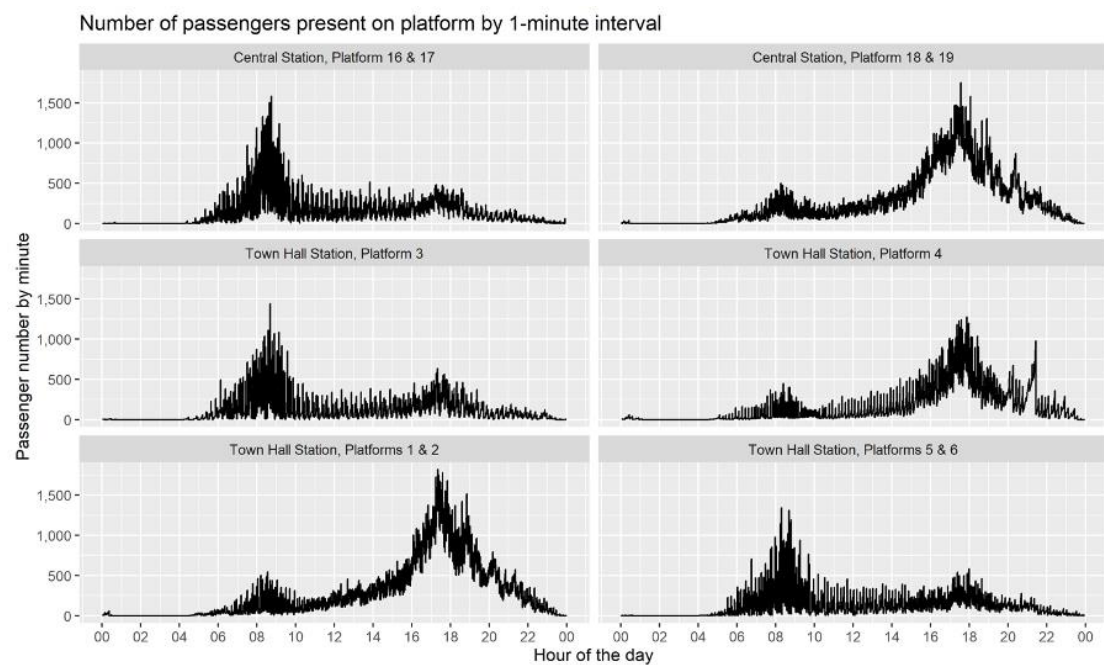 Number of passengers present on platform by 1-minute interval
Central Station, Platform 16 & 17
Central Station, Platform 18 & 19
1,500
1,000
500
0
Town Hall Station, Platform 3
Town Hall Station, Platform 4
1,500
1,000
500
0
Town Hall Station, Platforms 1 & 2
Town Hall Station, Platforms 5 & 6
1,500
1,000
500
0
Passenger number by minute
00 02 04 06 08 10 12 14 16 18 20 22 00 00 02 04 06 08 10 12 14 16 18 20 22 00
Hour of the day